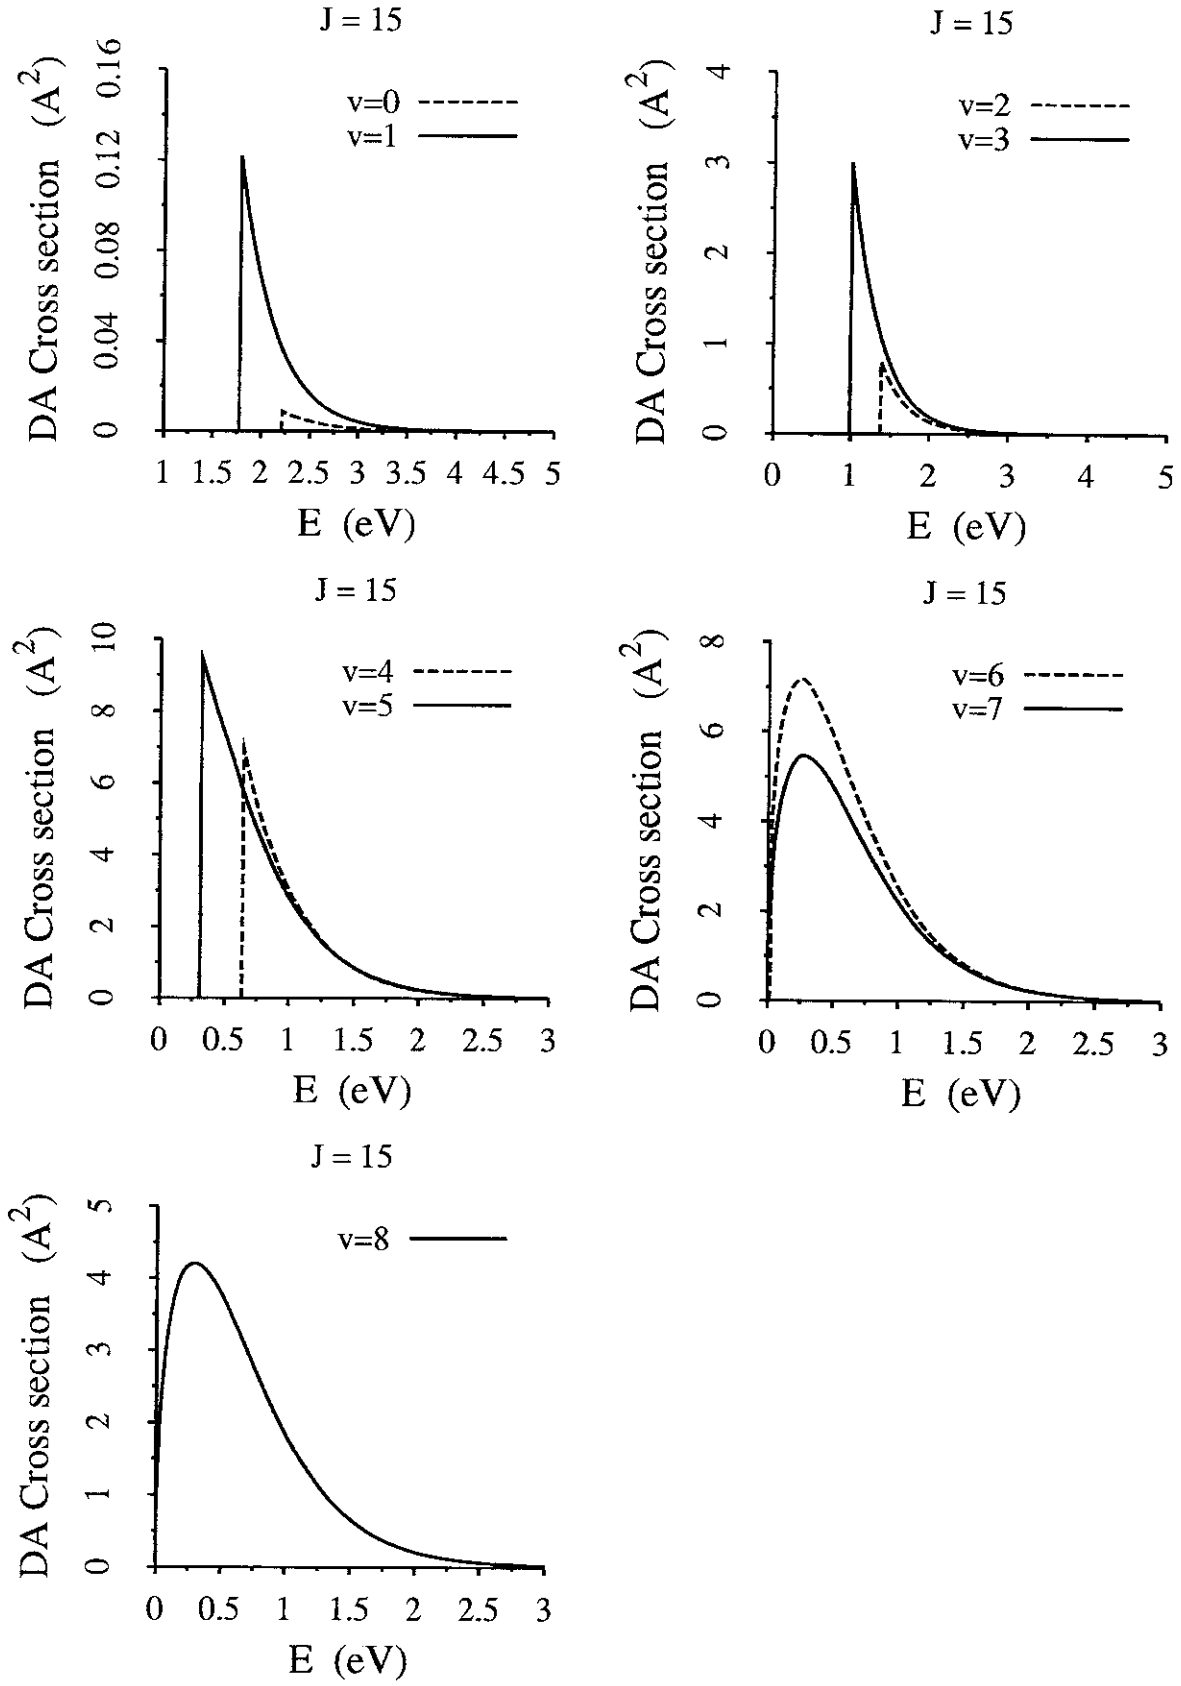 J = 15
DA Cross section (A^2)
0.16
0.12
0.08
0.04
0
v=0
v=1
1 1.5 2 2.5 3 3.5 4 4.5 5
E (eV)
J = 15
DA Cross section (A^2)
4
3
2
1
0
v=2
v=3
0 1 2 3 4 5
E (eV)
J = 15
DA Cross section (A^2)
10
8
6
4
2
0
v=4
v=5
0 0.5 1 1.5 2 2.5 3
E (eV)
J = 15
DA Cross section (A^2)
8
6
4
2
0
v=6
v=7
0 0.5 1 1.5 2 2.5 3
E (eV)
J = 15
DA Cross section (A^2)
5
4
3
2
1
0
v=8
0 0.5 1 1.5 2 2.5 3
E (eV)